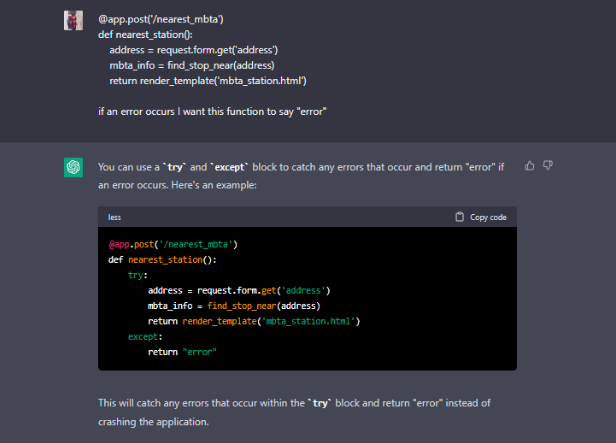 @app.post('/nearest_mbta')
def nearest_station():
    address = request.form.get('address')
    mbta_info = find_stop_near(address)
    return render_template('mbta_station.html')
if an error occurs I want this function to say "error"
You can use a `try` and `except` block to catch any errors that occur and return "error" if
an error occurs. Here's an example:
less Copy code
@app.post('/nearest_mbta')
def nearest_station():
    try:
        address = request.form.get('address')
        mbta_info = find_stop_near(address)
        return render_template('mbta_station.html')
    except:
        return "error"
This will catch any errors that occur within the `try` block and return "error" instead of
crashing the application.